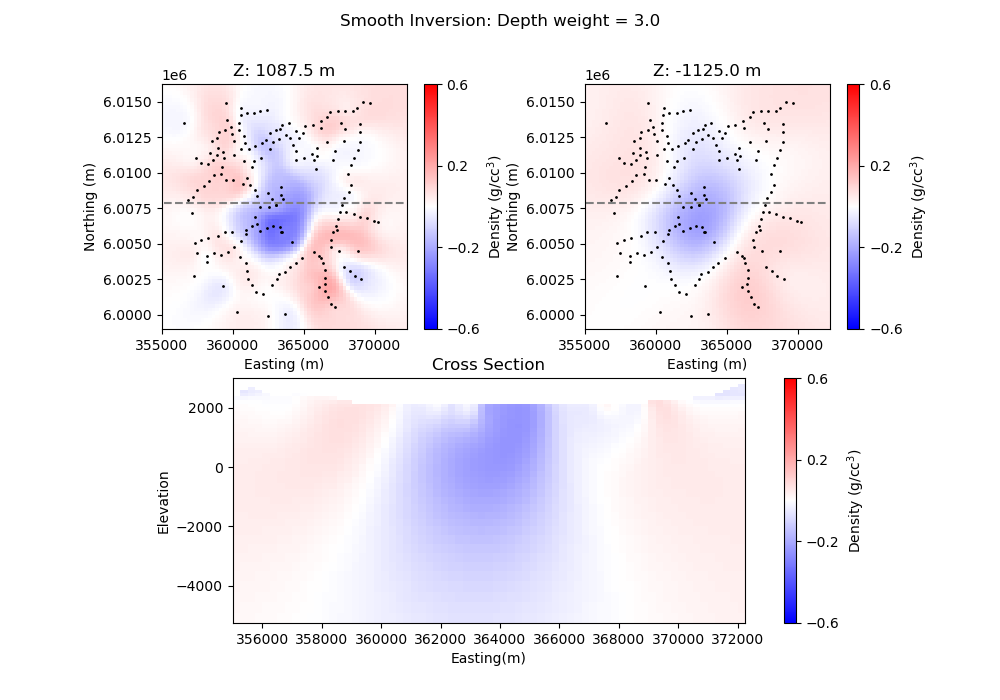 Smooth Inversion: Depth weight = 3.0
Z: 1087.5 m
1e6
6.0150
6.0125
6.0100
6.0075
6.0050
6.0025
6.0000
Northing (m)
355000 360000 365000 370000
Easting (m)
0.6
0.2
−0.2
−0.6
Density (g/cc³)
Z: -1125.0 m
1e6
6.0150
6.0125
6.0100
6.0075
6.0050
6.0025
6.0000
Northing (m)
355000 360000 365000 370000
Easting (m)
0.6
0.2
−0.2
−0.6
Density (g/cc³)
Cross Section
2000
0
−2000
−4000
Elevation
356000 358000 360000 362000 364000 366000 368000 370000 372000
Easting(m)
0.6
0.2
−0.2
−0.6
Density (g/cc³)